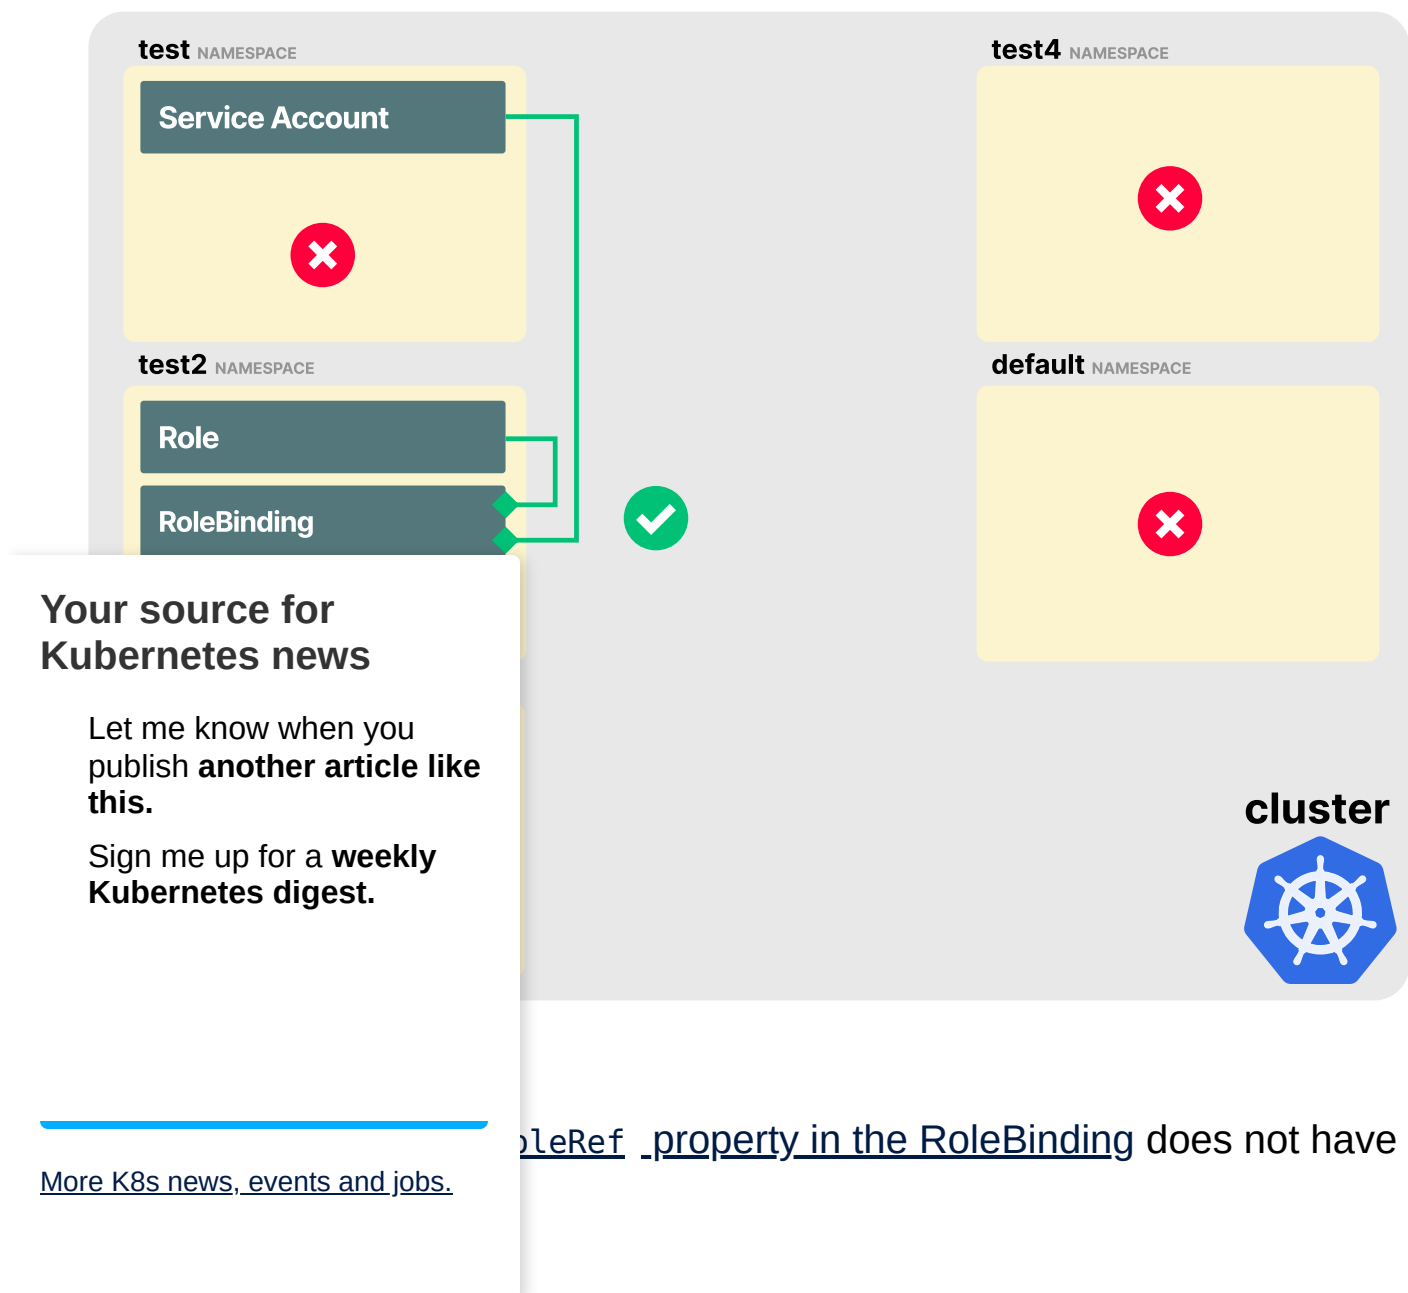 test NAMESPACE
test4 NAMESPACE
Service Account
test2 NAMESPACE
default NAMESPACE
Role
RoleBinding
Your source for
Kubernetes news
Let me know when you
publish another article like
this.
Sign me up for a weekly
Kubernetes digest.
cluster
property in the RoleBinding does not have
More K8s news, events and jobs.